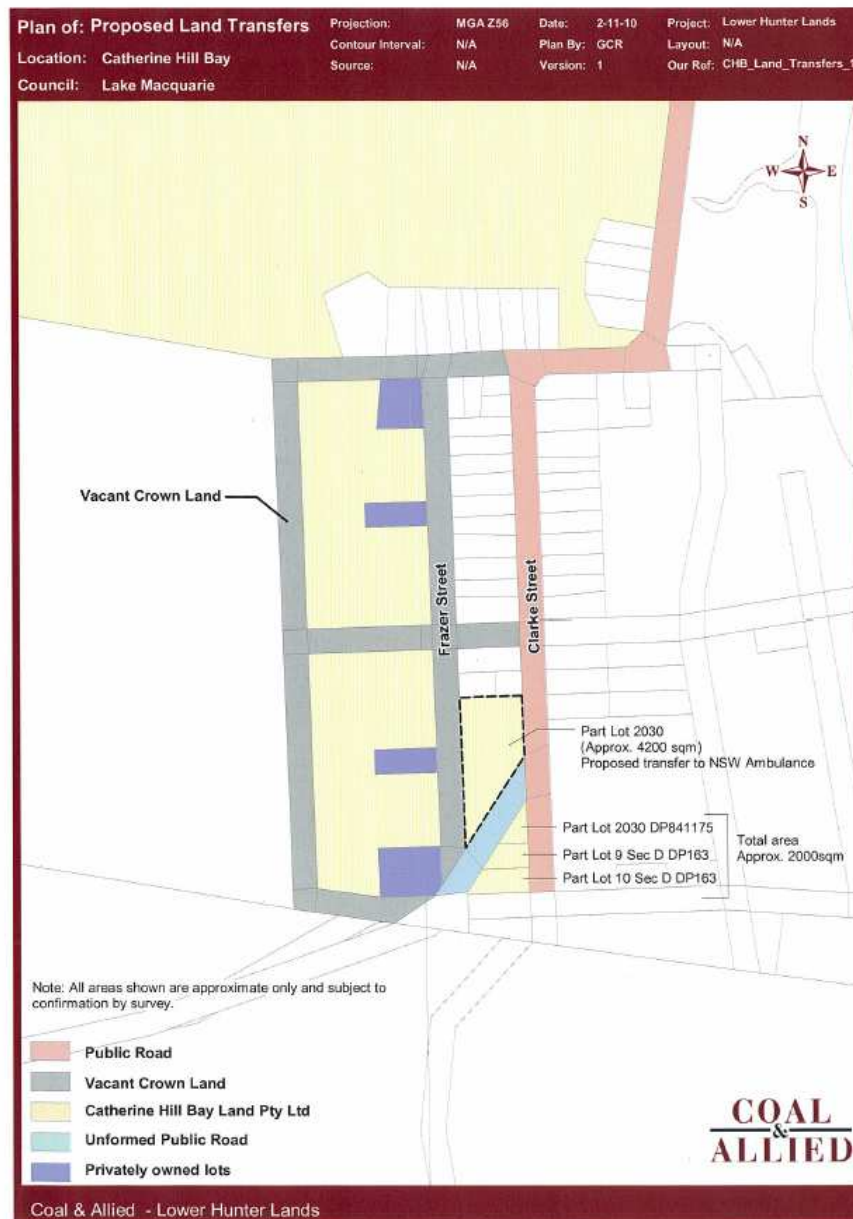 Plan of: Proposed Land Transfers
Location: Catherine Hill Bay
Council: Lake Macquarie
Projection: MGA Z56
Contour Interval: N/A
Source: N/A
Date: 2-11-10
Plan By: GCR
Version: 1
Project: Lower Hunter Lands
Layout: N/A
Our Ref: CHB_Land_Transfers_1
N
W E
S
Vacant Crown Land
Frazer Street
Clarke Street
Part Lot 2030
(Approx. 4200 sqm)
Proposed transfer to NSW Ambulance
Part Lot 2030 DP841175
Part Lot 9 Sec D DP163
Part Lot 10 Sec D DP163
Total area
Approx. 2000sqm
Note: All areas shown are approximate only and subject to
confirmation by survey.
Public Road
Vacant Crown Land
Catherine Hill Bay Land Pty Ltd
Unformed Public Road
Privately owned lots
COAL
&
ALLIED
Coal & Allied - Lower Hunter Lands